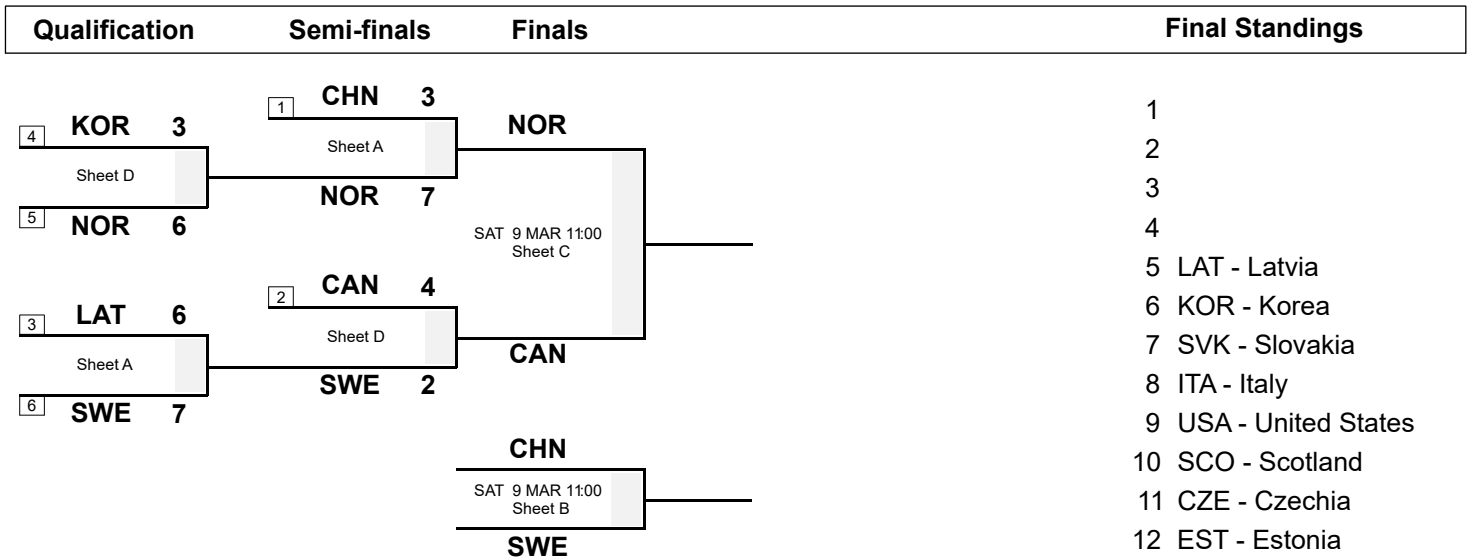 Qualification Semi-finals Finals Final Standings
1 CHN 3
4 KOR 3
Sheet A
NOR
Sheet D
NOR 7
5 NOR 6
SAT 9 MAR 11:00
Sheet C
2 CAN 4
3 LAT 6
Sheet D
CAN
Sheet A
SWE 2
6 SWE 7
CHN
SAT 9 MAR 11:00
Sheet B
SWE
1
2
3
4
5 LAT - Latvia
6 KOR - Korea
7 SVK - Slovakia
8 ITA - Italy
9 USA - United States
10 SCO - Scotland
11 CZE - Czechia
12 EST - Estonia